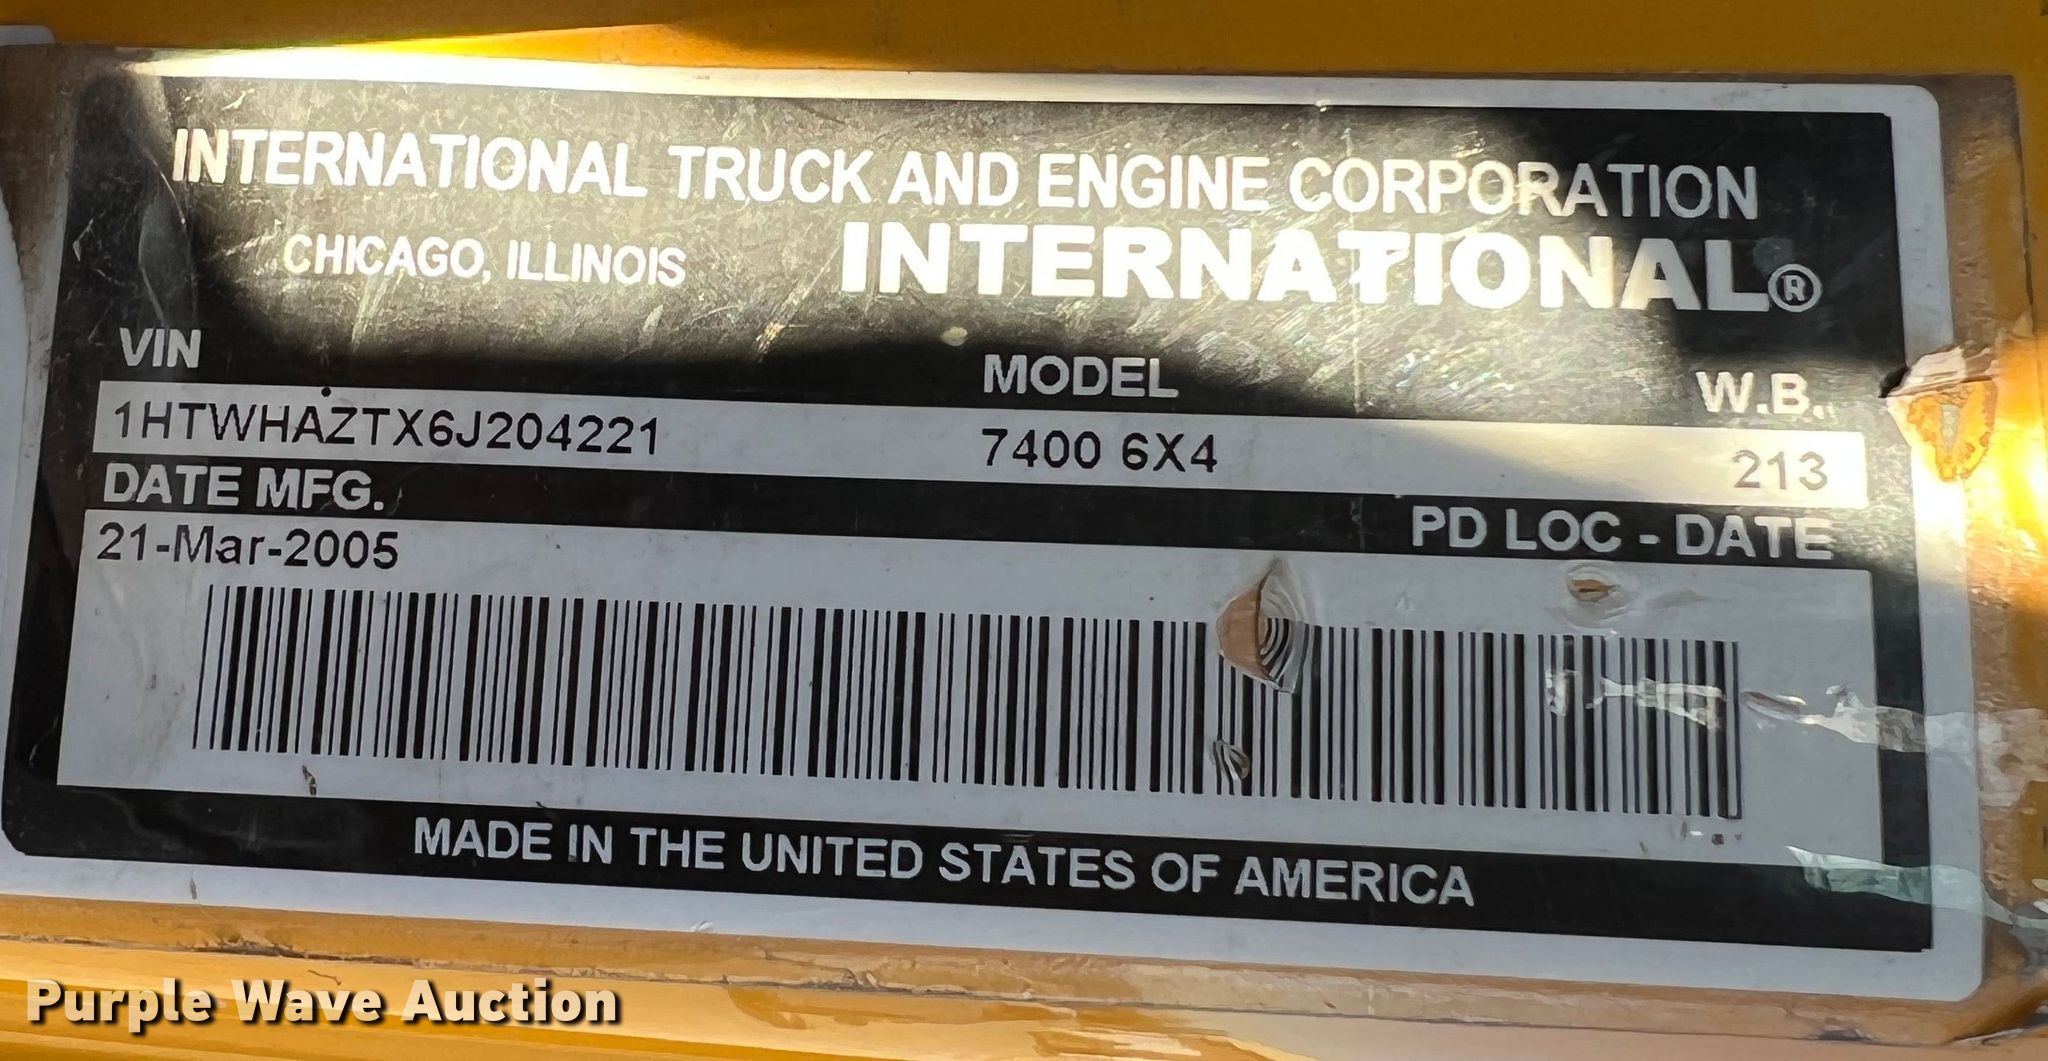 INTERNATIONAL TRUCK AND ENGINE CORPORATION
CHICAGO, ILLINOIS INTERNATIONAL®
VIN MODEL W.B.
1HTWHAZTX6J204221 7400 6X4 213
DATE MFG. PD LOC - DATE
21-Mar-2005
MADE IN THE UNITED STATES OF AMERICA
Purple Wave Auction